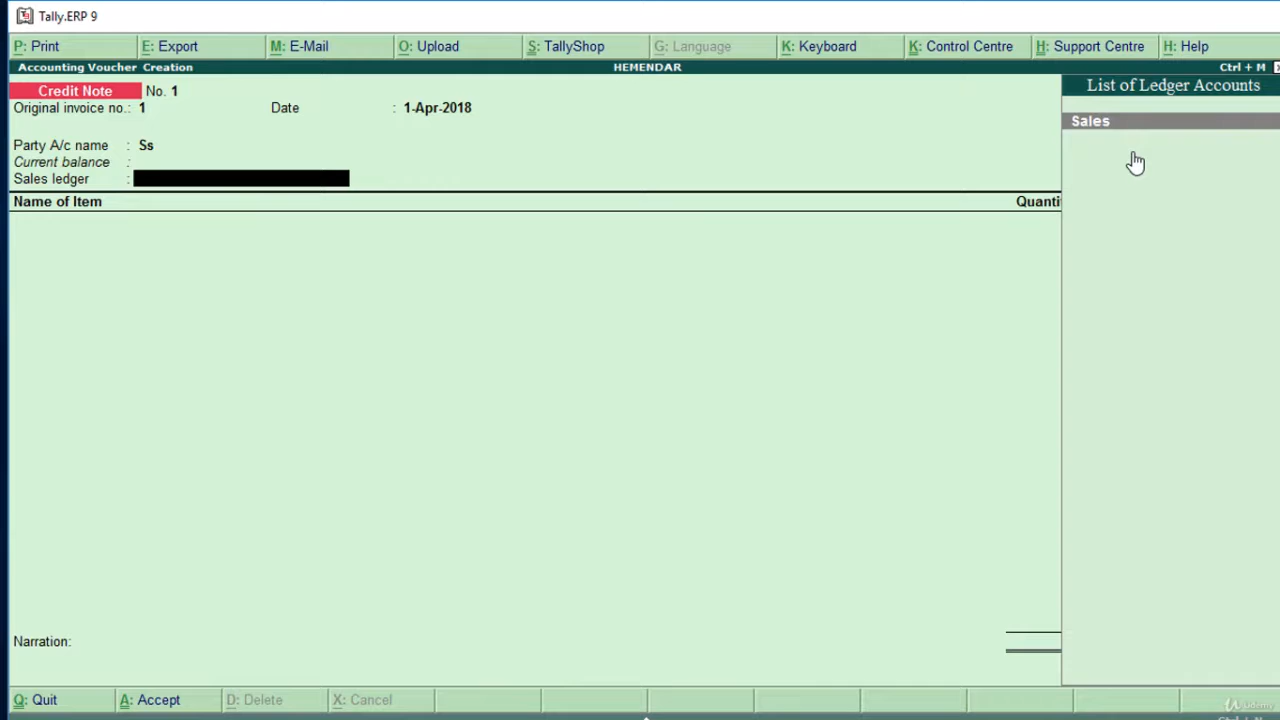 Tally.ERP 9
P: Print E: Export M: E-Mail O: Upload S: TallyShop G: Language K: Keyboard K: Control Centre H: Support Centre H: Help
Accounting Voucher Creation HEMENDAR Ctrl + M
Credit Note No. 1
List of Ledger Accounts
Original invoice no.: 1 Date : 1-Apr-2018
Sales
Party A/c name : Ss
Current balance :
Sales ledger :
Name of Item Quanti
Narration:
Q: Quit A: Accept D: Delete X: Cancel
Udemy